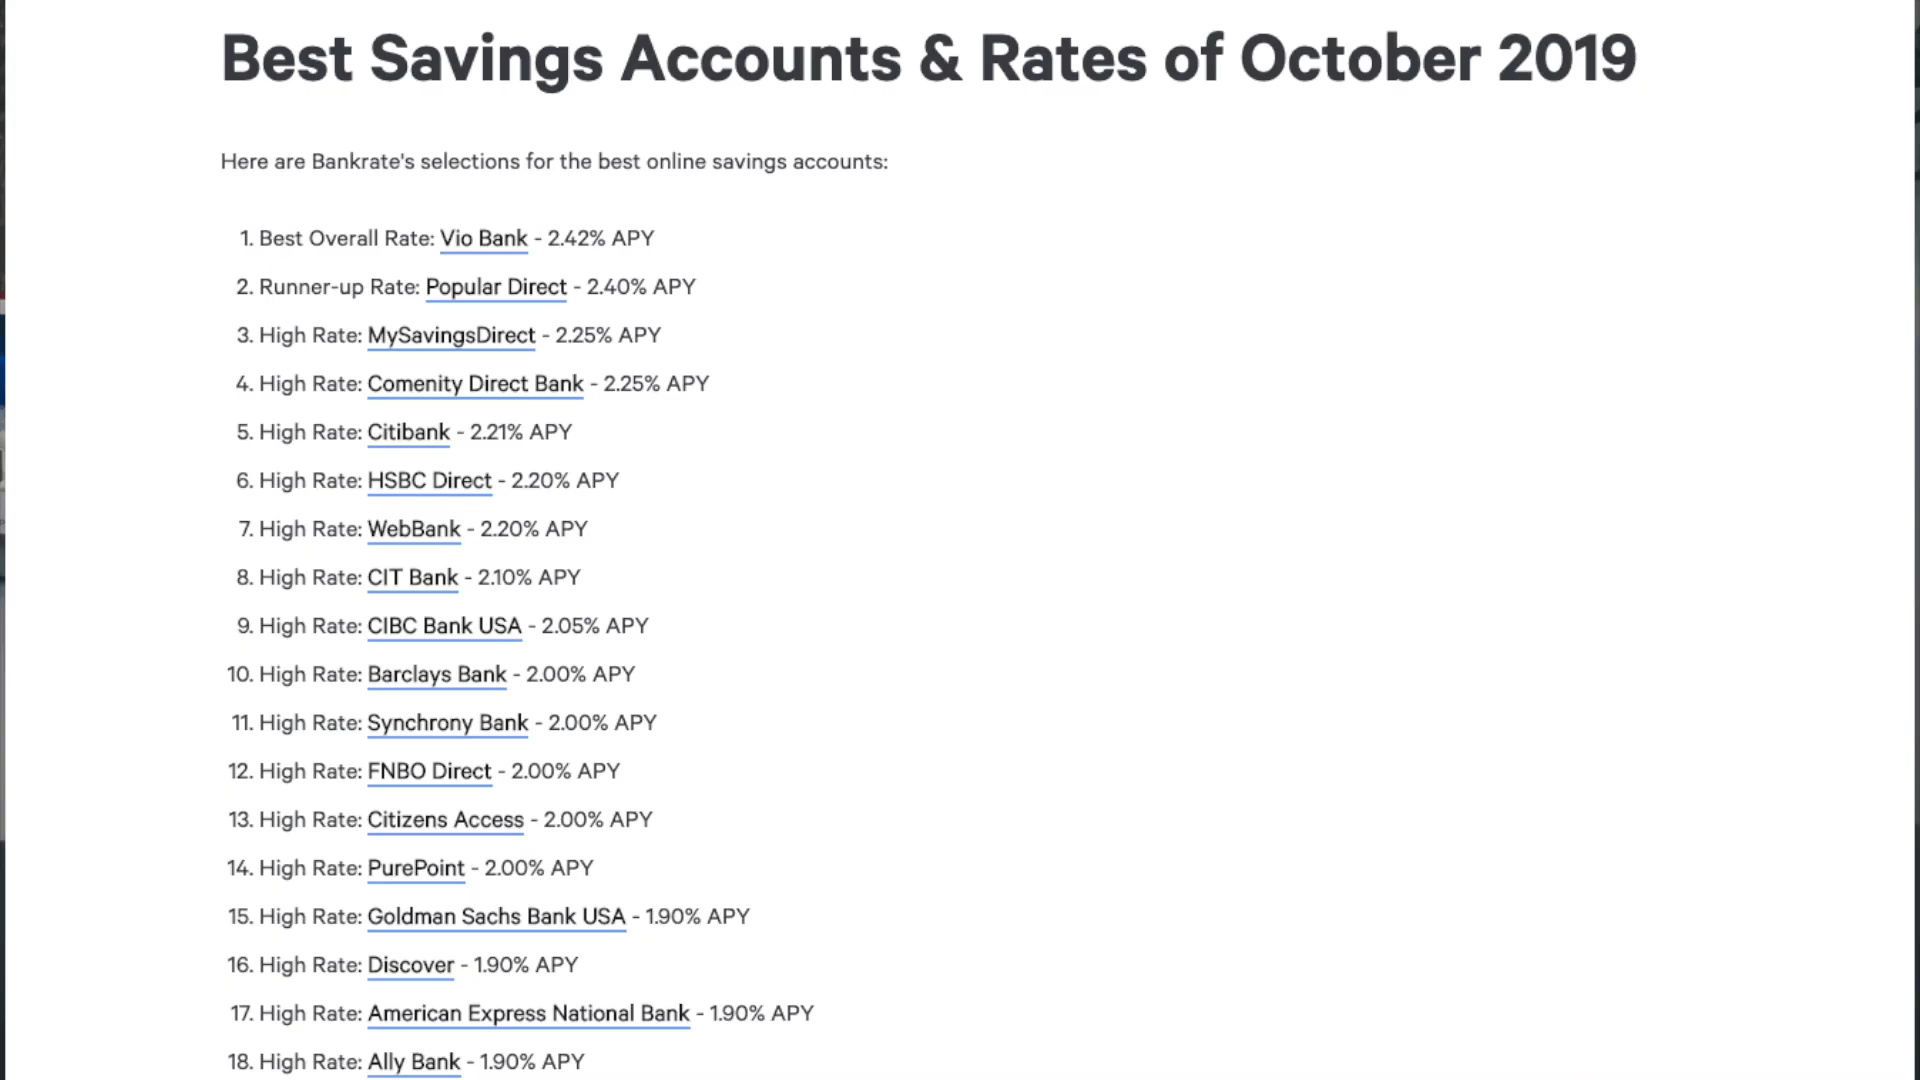 Best Savings Accounts & Rates of October 2019
Here are Bankrate's selections for the best online savings accounts:
1. Best Overall Rate: Vio Bank - 2.42% APY
2. Runner-up Rate: Popular Direct - 2.40% APY
3. High Rate: MySavingsDirect - 2.25% APY
4. High Rate: Comenity Direct Bank - 2.25% APY
5. High Rate: Citibank - 2.21% APY
6. High Rate: HSBC Direct - 2.20% APY
7. High Rate: WebBank - 2.20% APY
8. High Rate: CIT Bank - 2.10% APY
9. High Rate: CIBC Bank USA - 2.05% APY
10. High Rate: Barclays Bank - 2.00% APY
11. High Rate: Synchrony Bank - 2.00% APY
12. High Rate: FNBO Direct - 2.00% APY
13. High Rate: Citizens Access - 2.00% APY
14. High Rate: PurePoint - 2.00% APY
15. High Rate: Goldman Sachs Bank USA - 1.90% APY
16. High Rate: Discover - 1.90% APY
17. High Rate: American Express National Bank - 1.90% APY
18. High Rate: Ally Bank - 1.90% APY